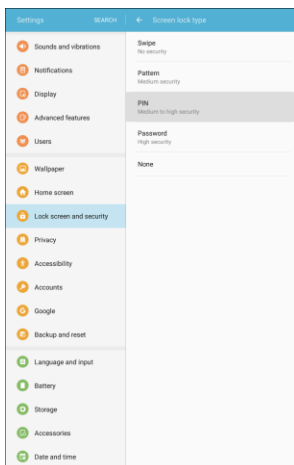 Settings
SEARCH
Screen lock type
Sounds and vibrations
Notifications
Display
Advanced features
Users
Wallpaper
Home screen
Lock screen and security
Privacy
Accessibility
Accounts
Google
Backup and reset
Language and input
Battery
Storage
Accessories
Date and time
Swipe
No security
Pattern
Medium security
PIN
Medium to high security
Password
High security
None